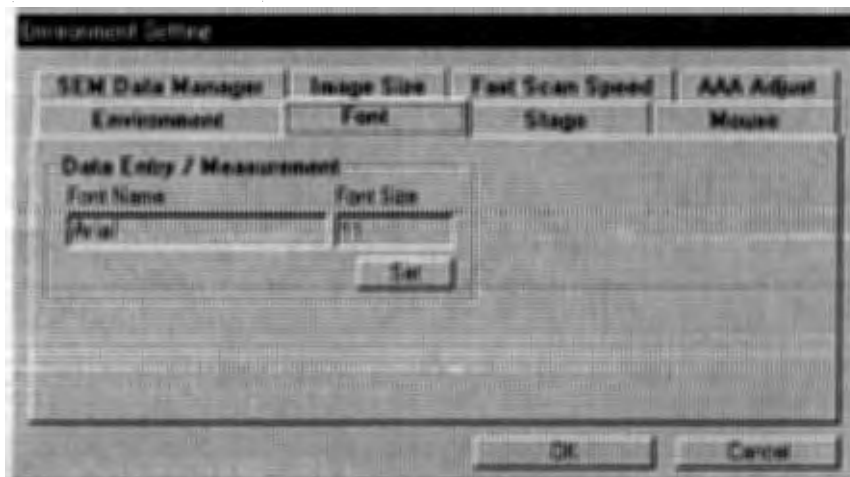 Environment Setting
SEM Data Manager Image Size Fast Scan Speed AAA Adjust
Environment Font Stage Mouse
Data Entry / Measurement
Font Name Font Size
Arial 11
Set
OK Cancel